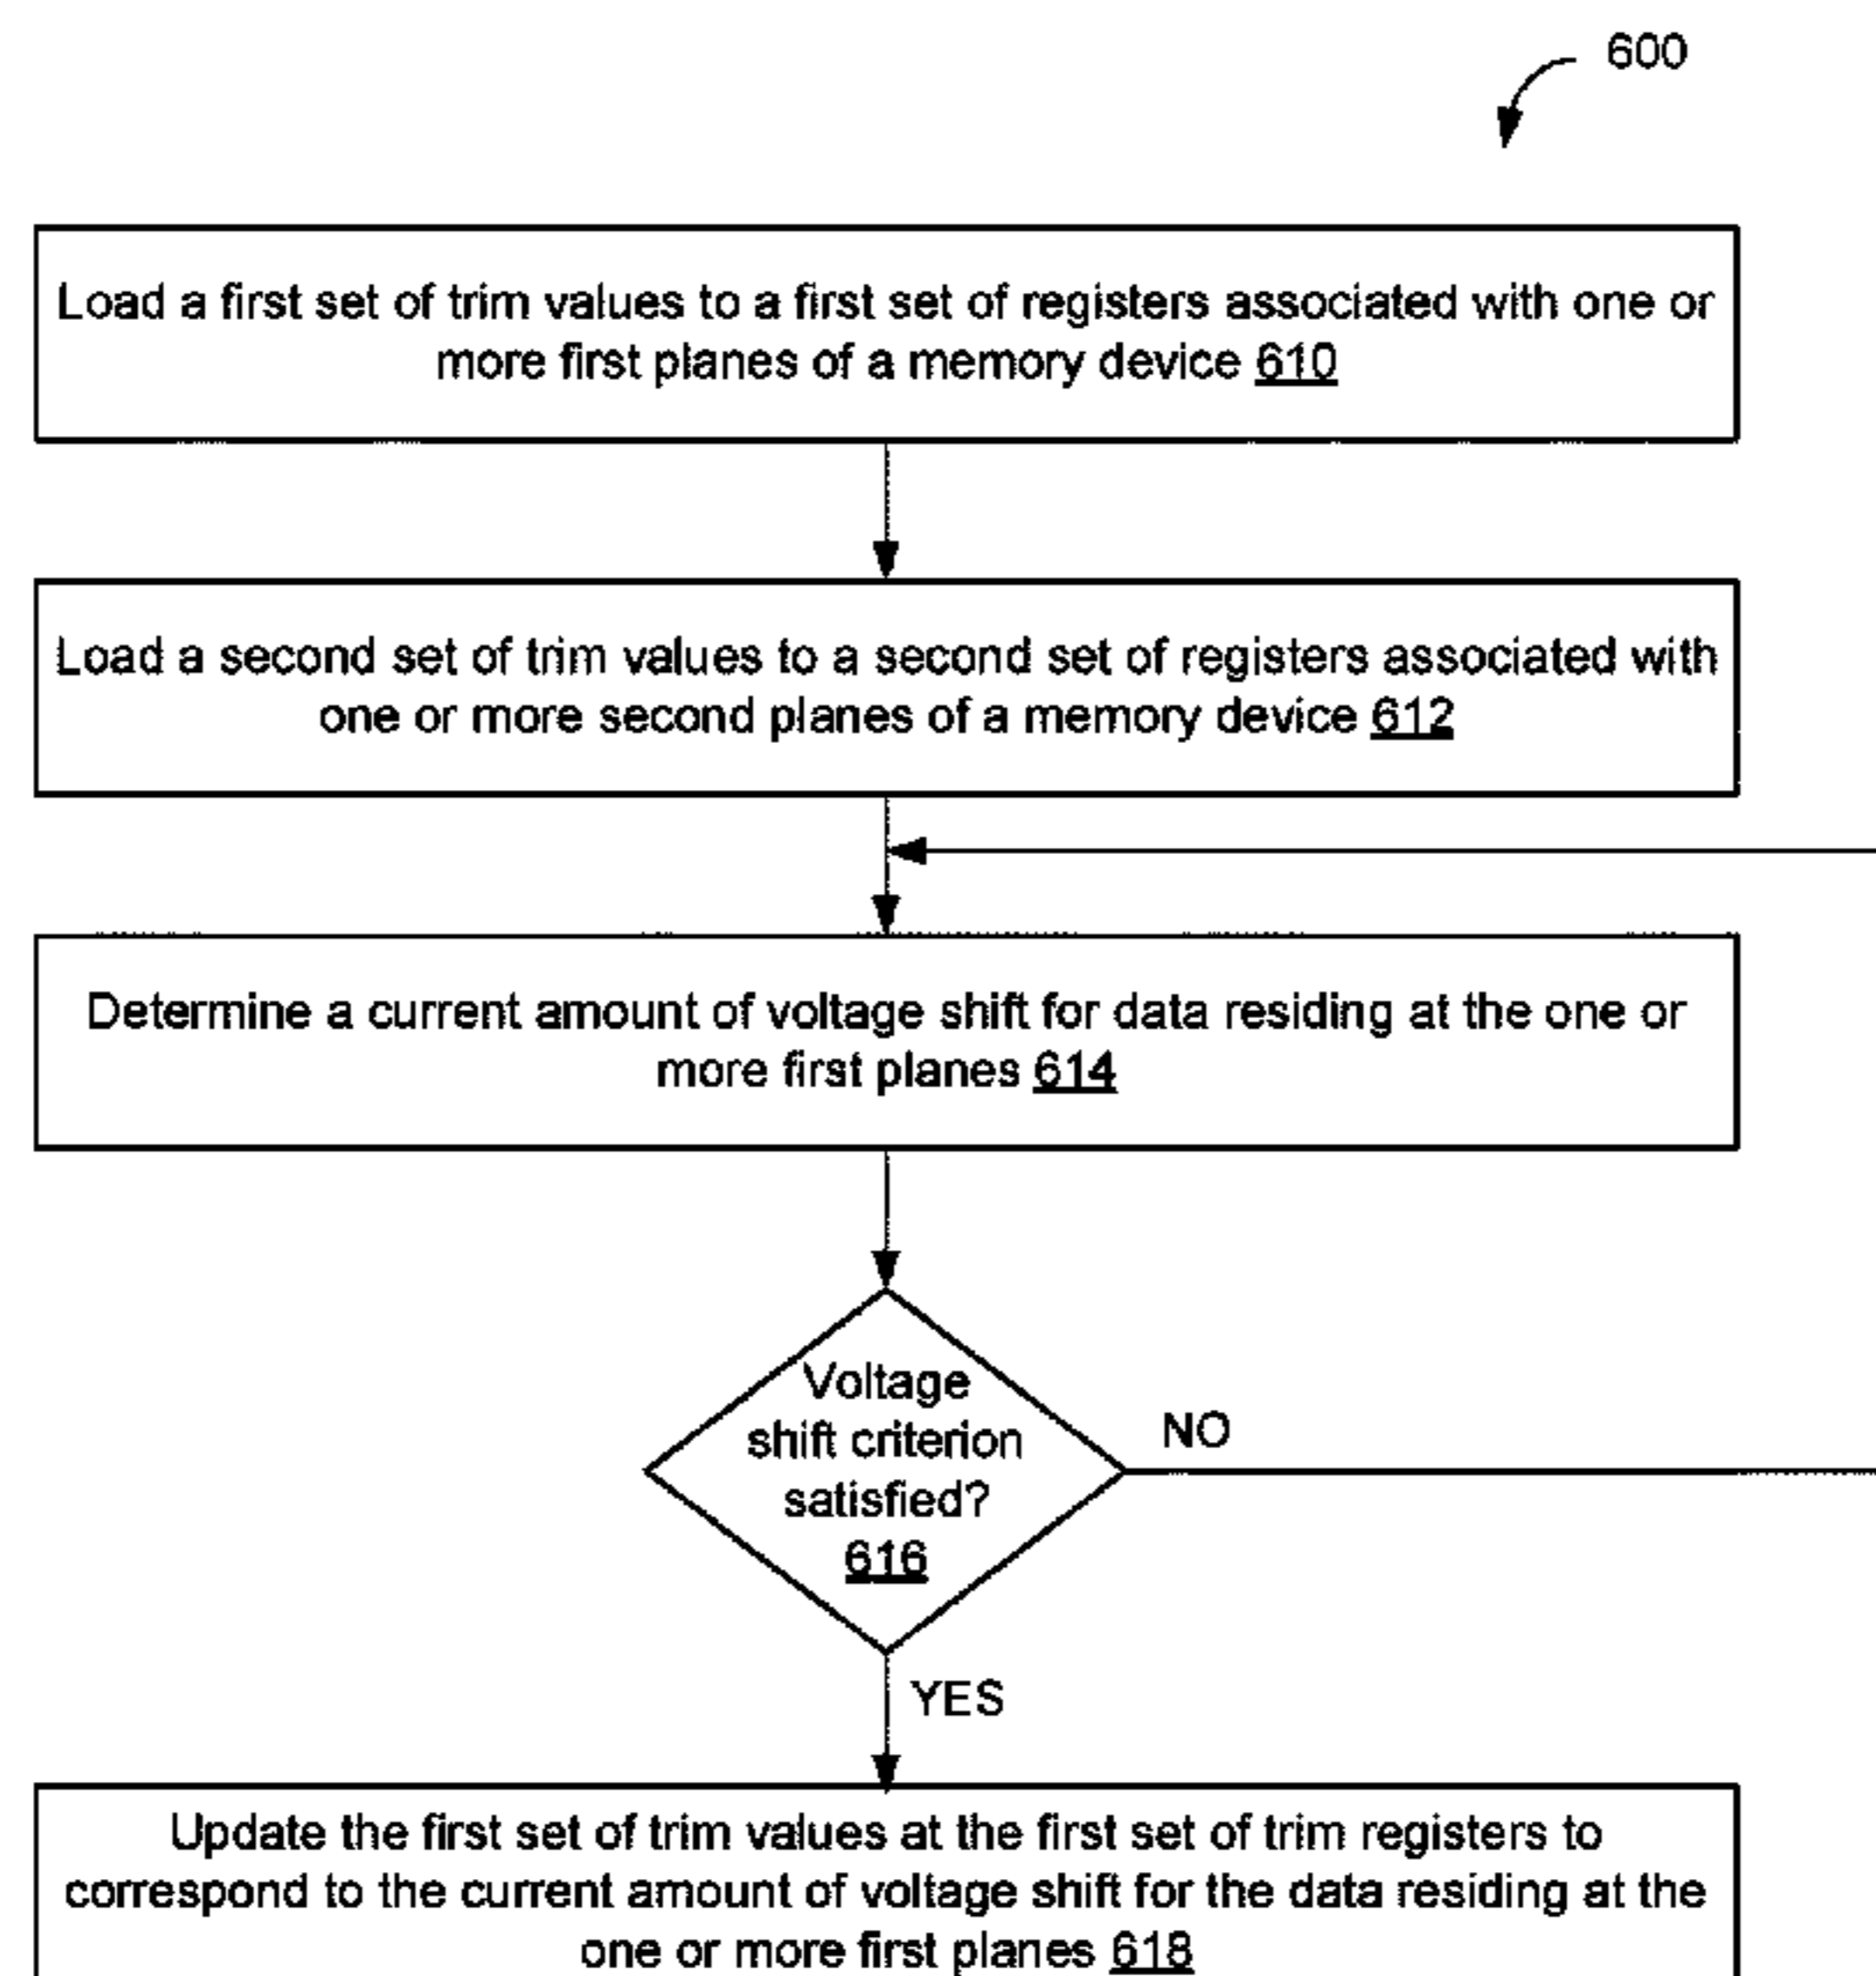 600
Load a first set of trim values to a first set of registers associated with one or
more first planes of a memory device 610
Load a second set of trim values to a second set of registers associated with
one or more second planes of a memory device 612
Determine a current amount of voltage shift for data residing at the one or
more first planes 614
Voltage
shift criterion
satisfied?
616
NO
YES
Update the first set of trim values at the first set of trim registers to
correspond to the current amount of voltage shift for the data residing at the
one or more first planes 618